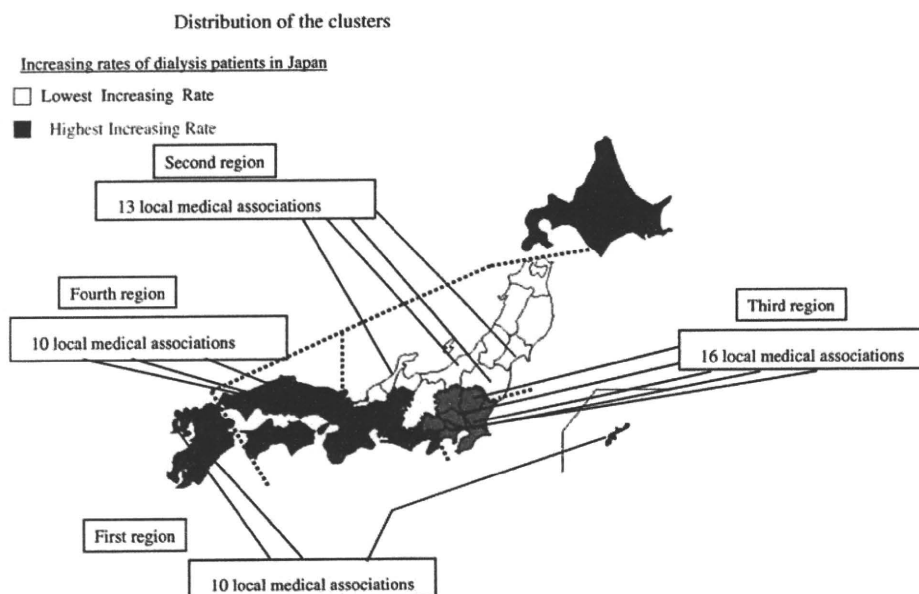 Distribution of the clusters
Increasing rates of dialysis patients in Japan
Lowest Increasing Rate
Highest Increasing Rate
Second region
13 local medical associations
Fourth region
10 local medical associations
Third region
16 local medical associations
First region
10 local medical associations